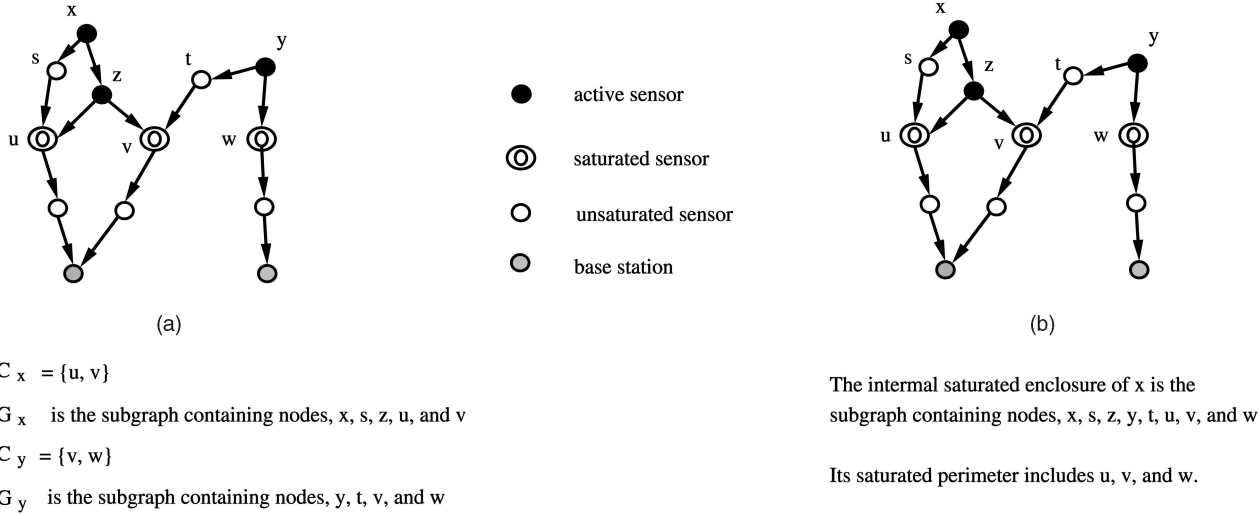 x
s
z
t
y
u
v
w
active sensor
saturated sensor
unsaturated sensor
base station
x
s
z
t
y
u
v
w
(a)
(b)
C x = {u, v}
G x is the subgraph containing nodes, x, s, z, u, and v
C y = {v, w}
G y is the subgraph containing nodes, y, t, v, and w
The internal saturated enclosure of x is the
subgraph containing nodes, x, s, z, y, t, u, v, and w
Its saturated perimeter includes u, v, and w.